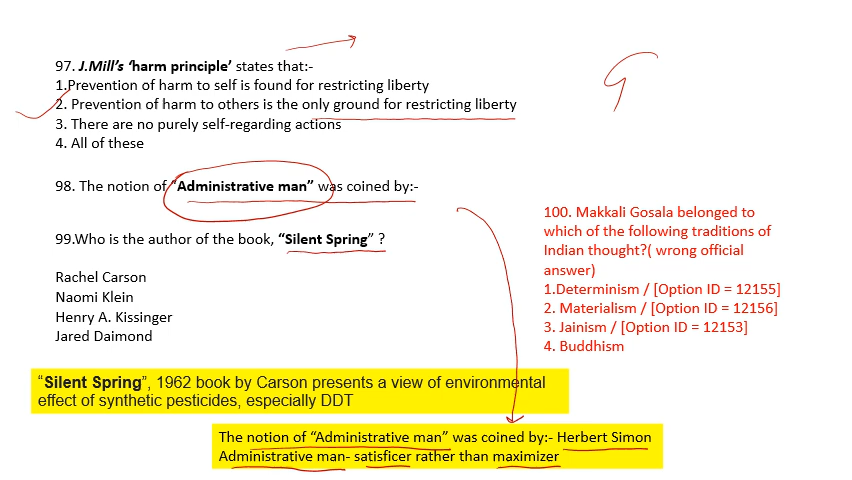 97. J.Mill's 'harm principle' states that:-
1.Prevention of harm to self is found for restricting liberty
2. Prevention of harm to others is the only ground for restricting liberty
3. There are no purely self-regarding actions
4. All of these
98. The notion of "Administrative man" was coined by:-
99.Who is the author of the book, "Silent Spring" ?
Rachel Carson
Naomi Klein
Henry A. Kissinger
Jared Daimond
100. Makkali Gosala belonged to
which of the following traditions of
Indian thought?( wrong official
answer)
1.Determinism / [Option ID = 12155]
2. Materialism / [Option ID = 12156]
3. Jainism / [Option ID = 12153]
4. Buddhism
"Silent Spring", 1962 book by Carson presents a view of environmental
effect of synthetic pesticides, especially DDT
The notion of "Administrative man" was coined by:- Herbert Simon
Administrative man- satisficer rather than maximizer